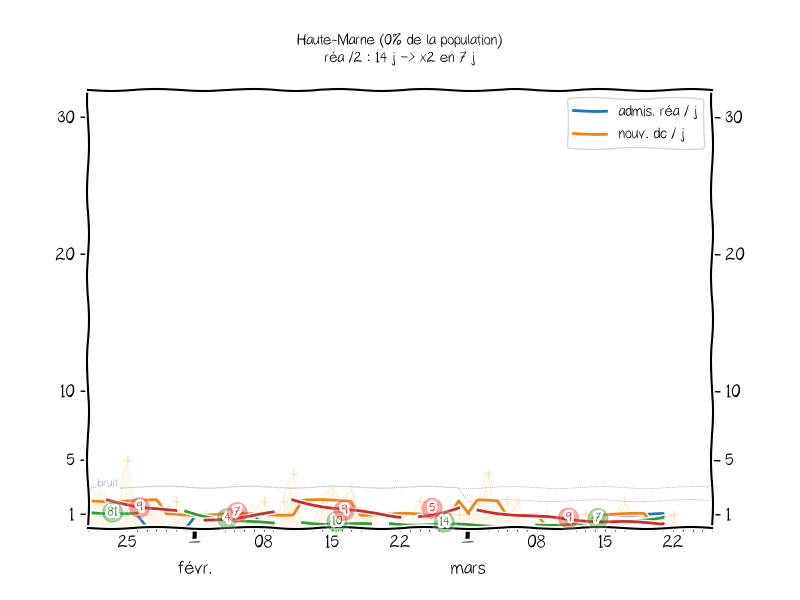 Haute-Marne (0% de la population)
réa /2 : 14 j -> x2 en 7 j
admis. réa / j
nouv. dc / j
30 30
20 20
10 10
5 5
bruit
1 1
81 9 4 7 10 9 5 14 9 7
25 1 08 15 22 1 08 15 22
févr. mars